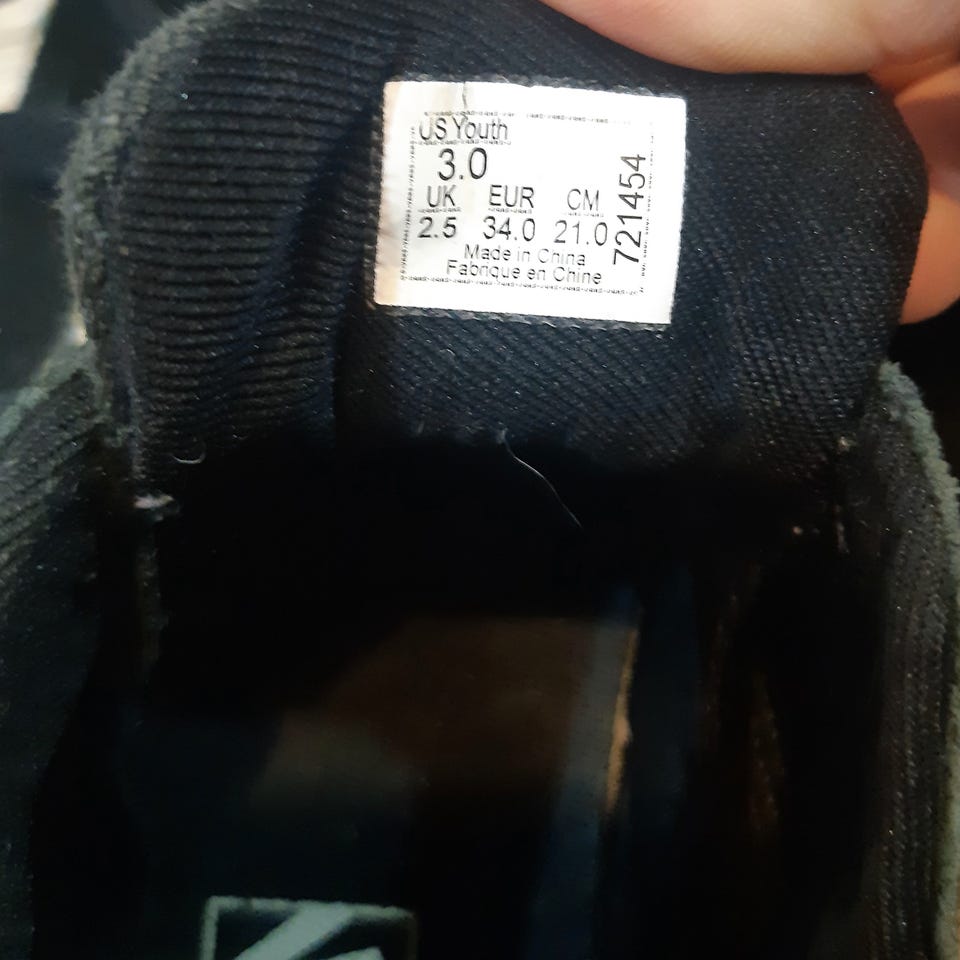 US Youth
3.0
UK EUR CM
2.5 34.0 21.0
Made in China
Fabrique en Chine
721454